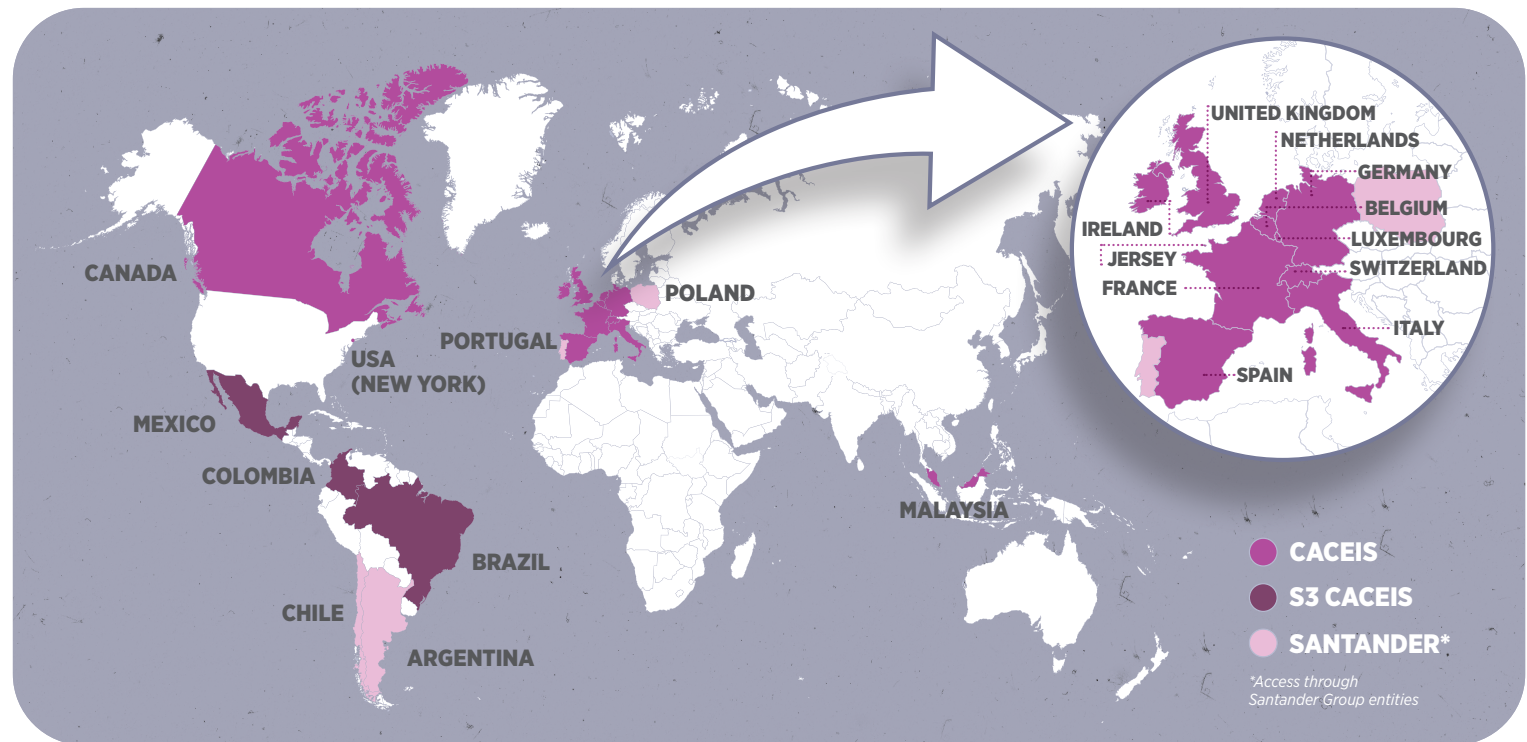 CANADA
USA
(NEW YORK)
MEXICO
COLOMBIA
BRAZIL
CHILE
ARGENTINA
PORTUGAL
POLAND
MALAYSIA
UNITED KINGDOM
NETHERLANDS
GERMANY
BELGIUM
IRELAND
LUXEMBOURG
JERSEY
SWITZERLAND
FRANCE
ITALY
SPAIN
CACEIS
S3 CACEIS
SANTANDER*
*Access through
Santander Group entities